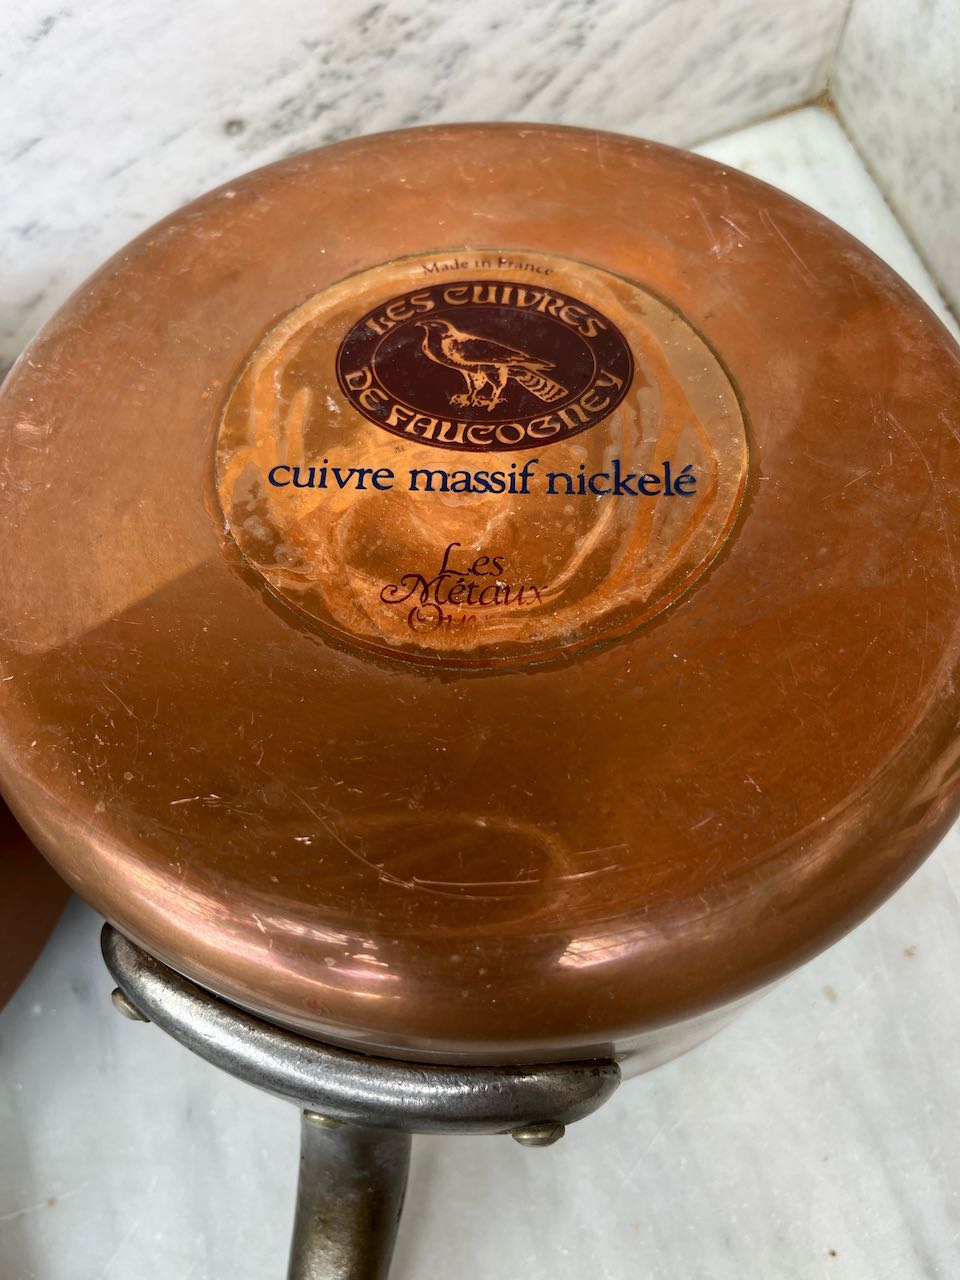 Made in France
LES CUIVRES
DE FAUCOGNEY
cuivre massif nickelé
Les
Métaux